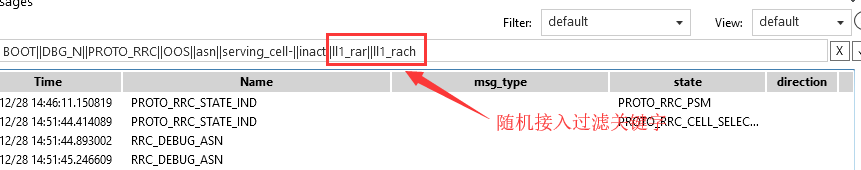 sages
Filter: default View: default
BOOT||DBG_N||PROTO_RRC||OOS||asn||serving_cell-||inact||ll1_rar||ll1_rach X
Time Name msg_type state direction
12/28 14:46:11.150819 PROTO_RRC_STATE_IND PROTO_RRC_PSM
12/28 14:51:44.414089 PROTO_RRC_STATE_IND PROTO_RRC_CELL_SELEC...
随机接入过滤关键字
12/28 14:51:44.893002 RRC_DEBUG_ASN
12/28 14:51:45.246609 RRC_DEBUG_ASN